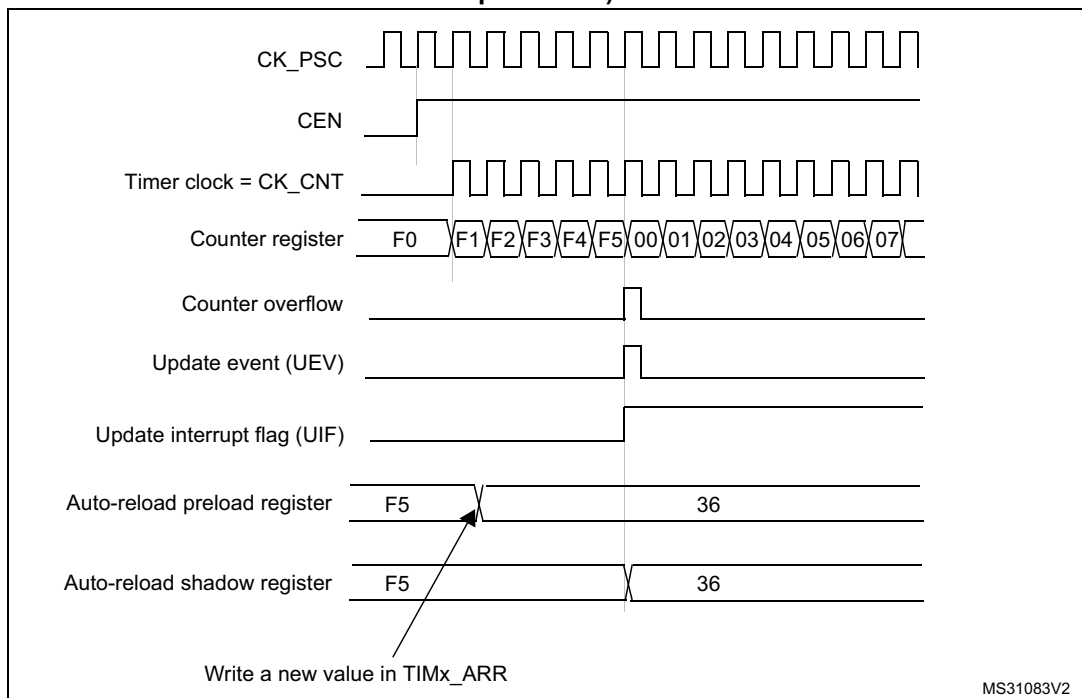 CK_PSC
CEN
Timer clock = CK_CNT
Counter register F0 F1 F2 F3 F4 F5 00 01 02 03 04 05 06 07
Counter overflow
Update event (UEV)
Update interrupt flag (UIF)
Auto-reload preload register F5 36
Auto-reload shadow register F5 36
Write a new value in TIMx_ARR
MS31083V2